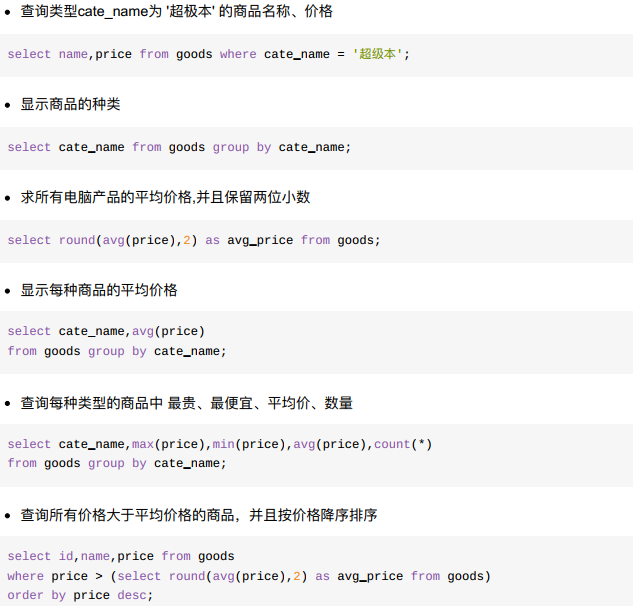 查询类型cate_name为 '超极本' 的商品名称、价格
select name,price from goods where cate_name = '超级本';
显示商品的种类
select cate_name from goods group by cate_name;
求所有电脑产品的平均价格,并且保留两位小数
select round(avg(price),2) as avg_price from goods;
显示每种商品的平均价格
select cate_name,avg(price)
from goods group by cate_name;
查询每种类型的商品中 最贵、最便宜、平均价、数量
select cate_name,max(price),min(price),avg(price),count(*)
from goods group by cate_name;
查询所有价格大于平均价格的商品，并且按价格降序排序
select id,name,price from goods
where price > (select round(avg(price),2) as avg_price from goods)
order by price desc;